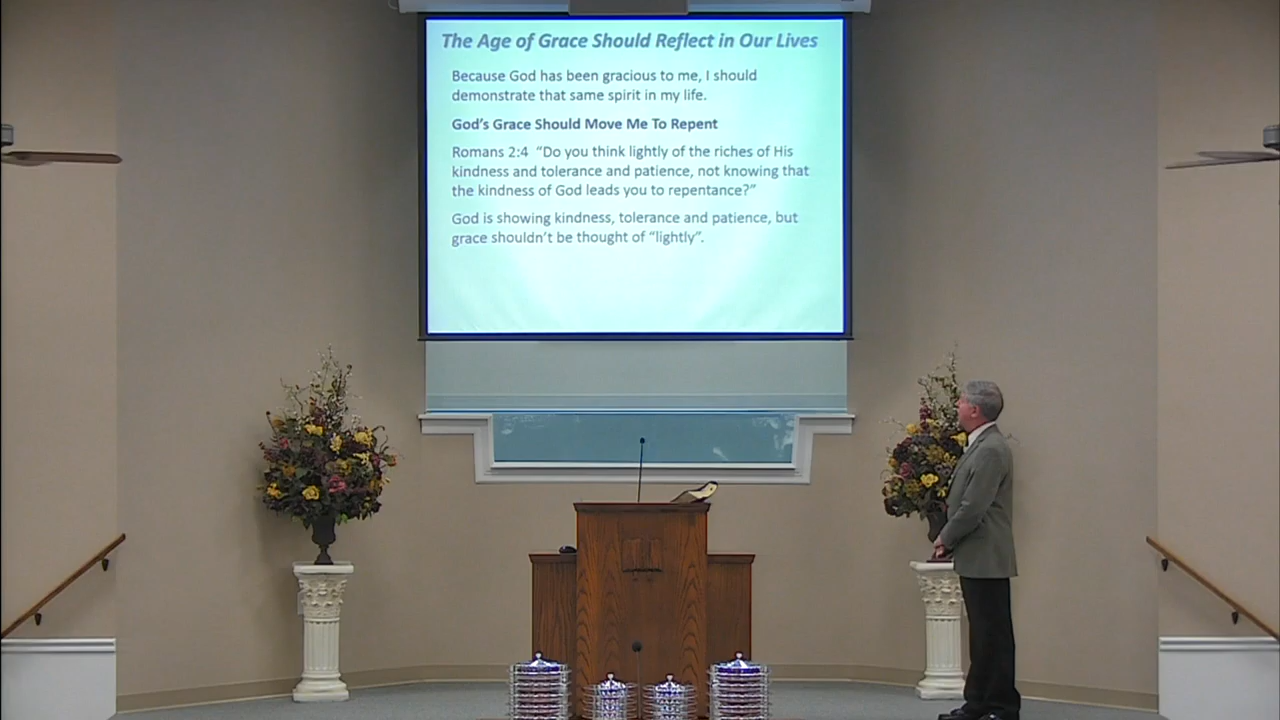 The Age of Grace Should Reflect in Our Lives
Because God has been gracious to me, I should
demonstrate that same spirit in my life.
God's Grace Should Move Me To Repent
Romans 2:4 “Do you think lightly of the riches of His
kindness and tolerance and patience, not knowing that
the kindness of God leads you to repentance?”
God is showing kindness, tolerance and patience, but
grace shouldn't be thought of “lightly”.